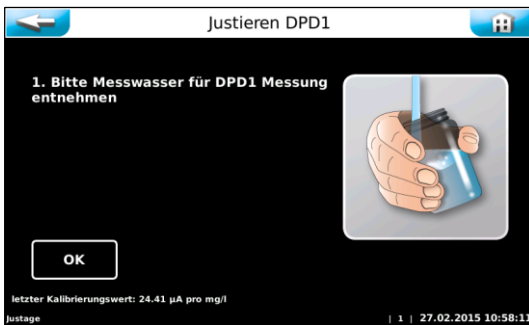 Justieren DPD1
1. Bitte Messwasser für DPD1 Messung
entnehmen
OK
letzter Kalibrierungswert: 24.41 µA pro mg/l
Justage
| 1 | 27.02.2015 10:58:11